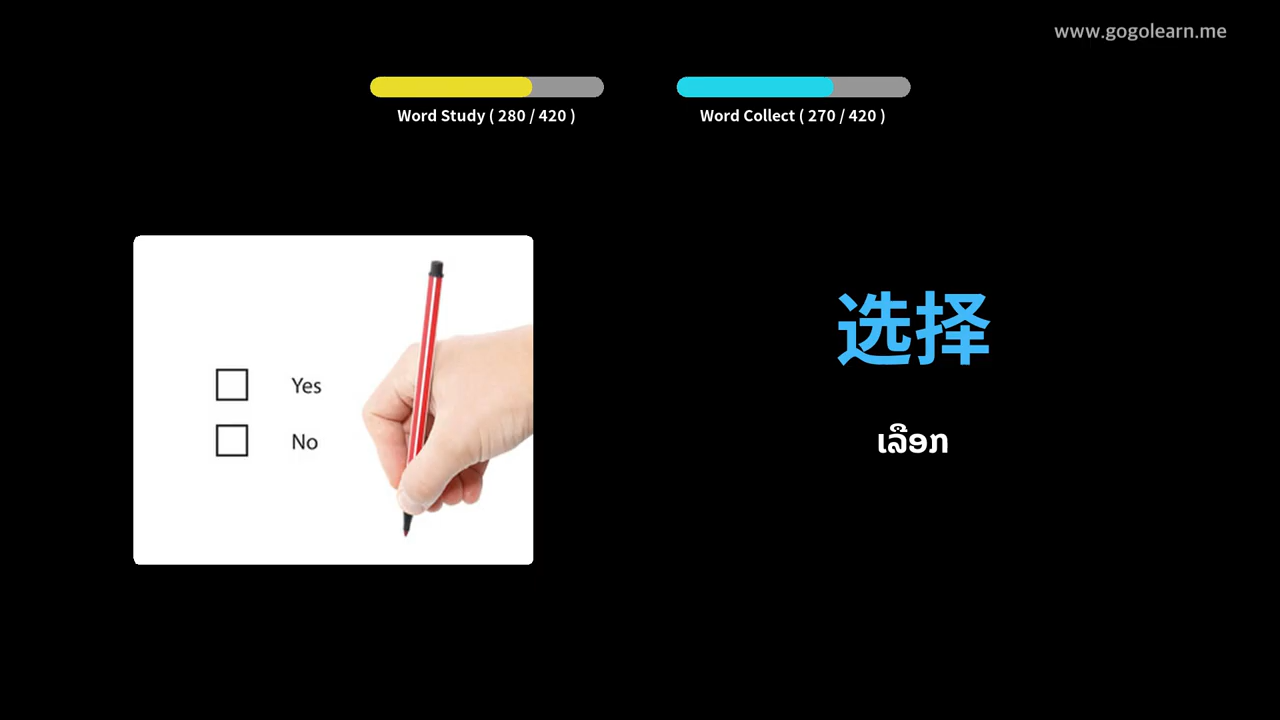 www.gogolearn.me
Word Study ( 280 / 420 )
Word Collect ( 270 / 420 )
Yes
No
选择
ເລືອກ